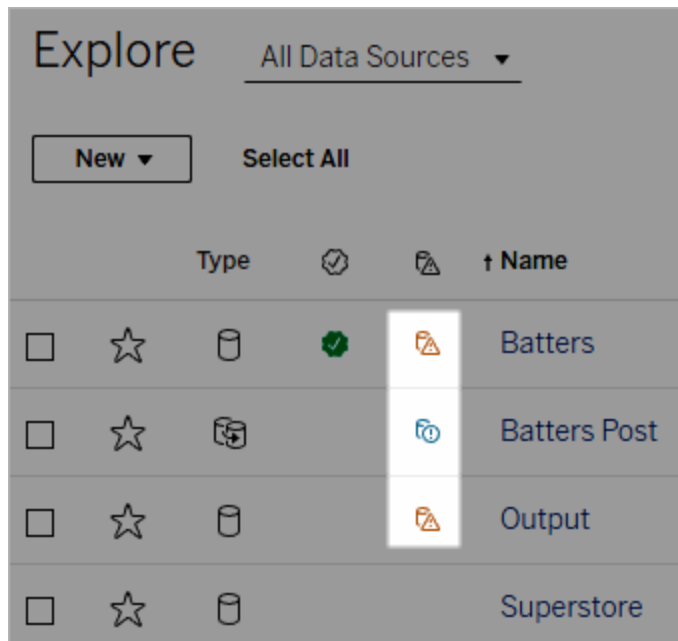 Explore All Data Sources
New Select All
Type Name
Batters
Batters Post
Output
Superstore